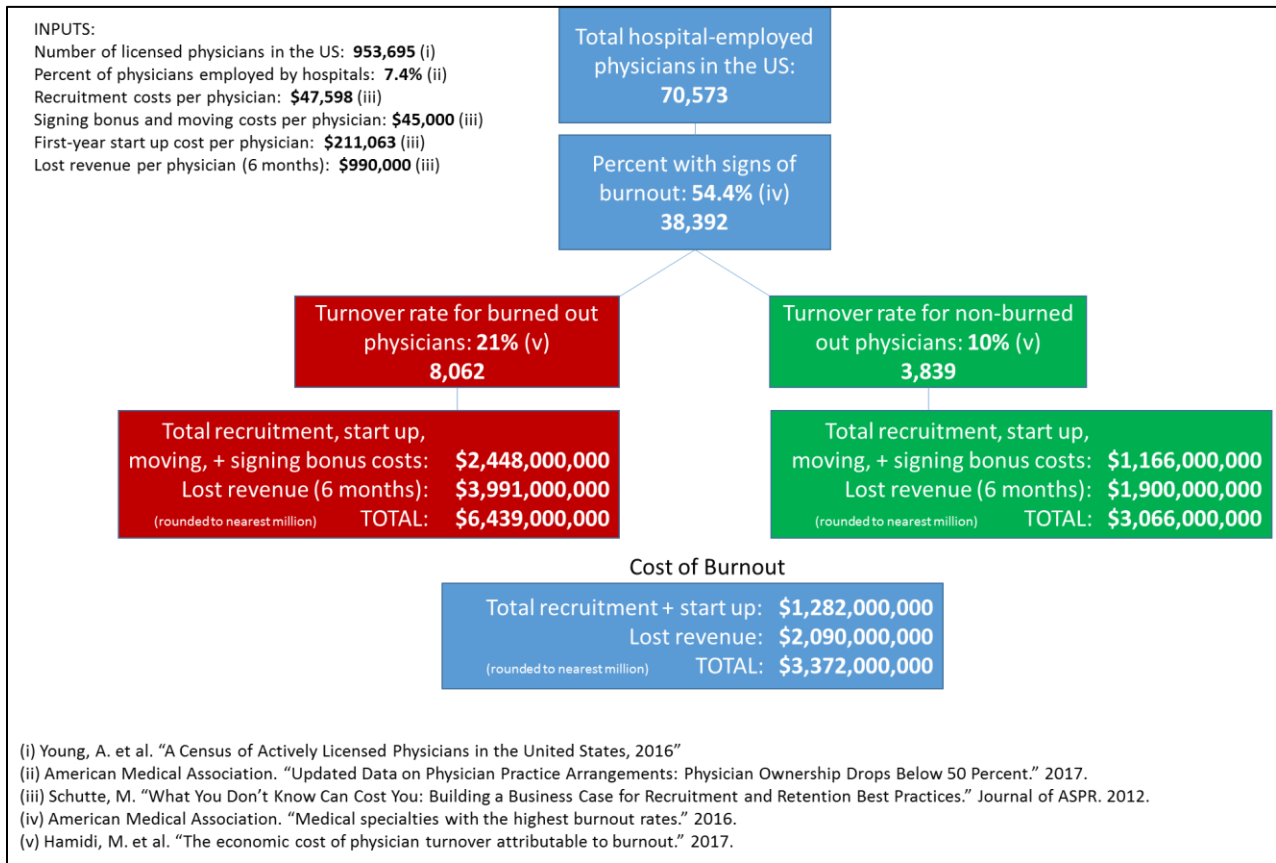 INPUTS:
Number of licensed physicians in the US: 953,695 (i)
Percent of physicians employed by hospitals: 7.4% (ii)
Recruitment costs per physician: $47,598 (iii)
Signing bonus and moving costs per physician: $45,000 (iii)
First-year start up cost per physician: $211,063 (iii)
Lost revenue per physician (6 months): $990,000 (iii)
Total hospital-employed
physicians in the US:
70,573
Percent with signs of
burnout: 54.4% (iv)
38,392
Turnover rate for burned out
physicians: 21% (v)
8,062
Turnover rate for non-burned
out physicians: 10% (v)
3,839
Total recruitment, start up,
moving, + signing bonus costs: $2,448,000,000
Lost revenue (6 months): $3,991,000,000
(rounded to nearest million) TOTAL: $6,439,000,000
Total recruitment, start up,
moving, + signing bonus costs: $1,166,000,000
Lost revenue (6 months): $1,900,000,000
(rounded to nearest million) TOTAL: $3,066,000,000
Cost of Burnout
Total recruitment + start up: $1,282,000,000
Lost revenue: $2,090,000,000
(rounded to nearest million) TOTAL: $3,372,000,000
(i) Young, A. et al. “A Census of Actively Licensed Physicians in the United States, 2016”
(ii) American Medical Association. “Updated Data on Physician Practice Arrangements: Physician Ownership Drops Below 50 Percent.” 2017.
(iii) Schutte, M. “What You Don’t Know Can Cost You: Building a Business Case for Recruitment and Retention Best Practices.” Journal of ASPR. 2012.
(iv) American Medical Association. “Medical specialties with the highest burnout rates.” 2016.
(v) Hamidi, M. et al. “The economic cost of physician turnover attributable to burnout.” 2017.